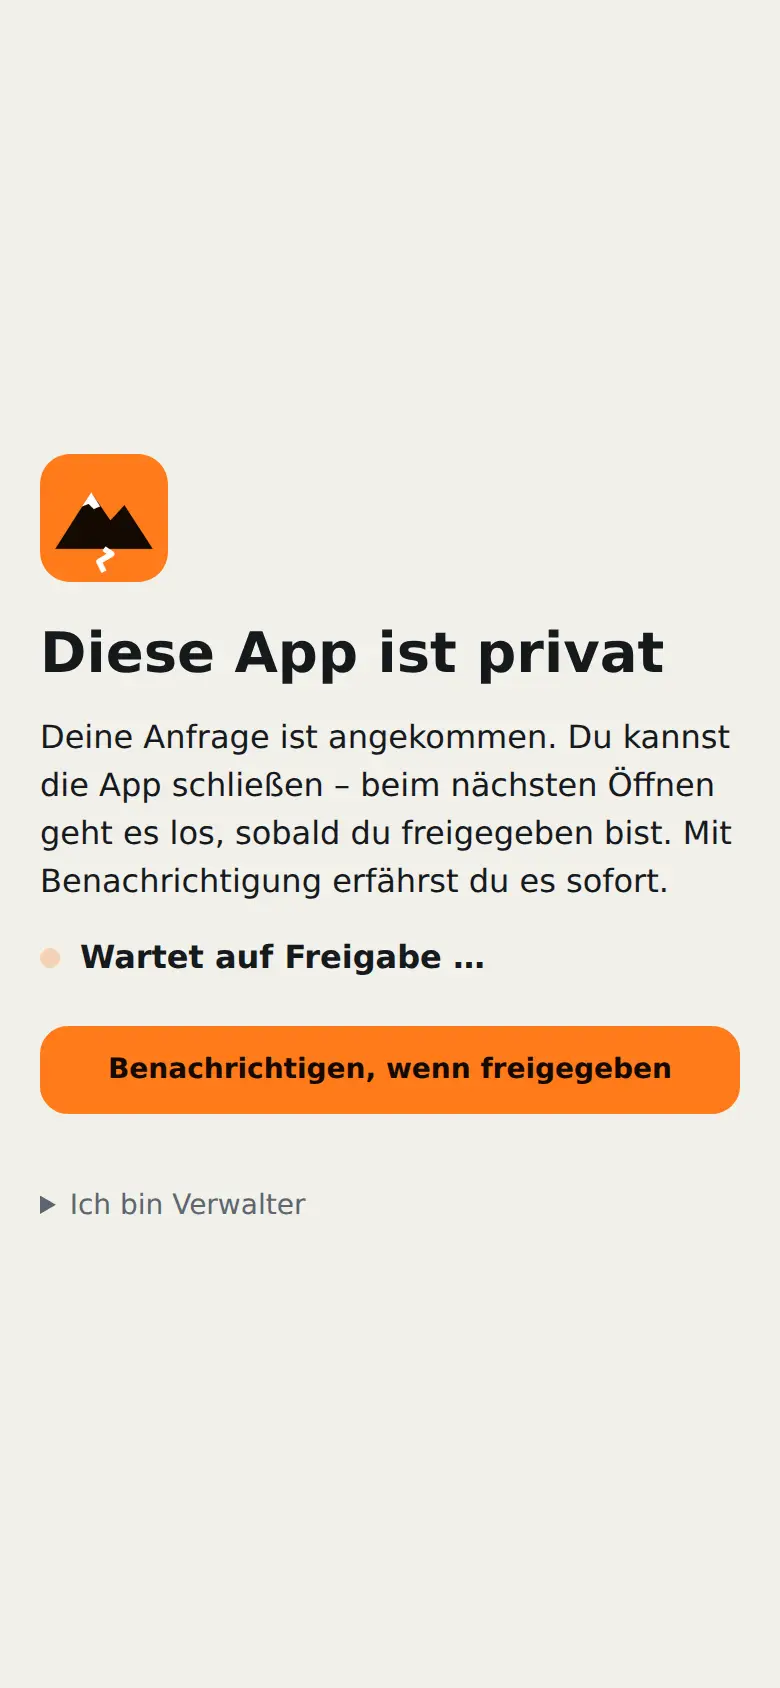 Diese App ist privat
Deine Anfrage ist angekommen. Du kannst
die App schließen – beim nächsten Öffnen
geht es los, sobald du freigegeben bist. Mit
Benachrichtigung erfährst du es sofort.
Wartet auf Freigabe …
Benachrichtigen, wenn freigegeben
Ich bin Verwalter